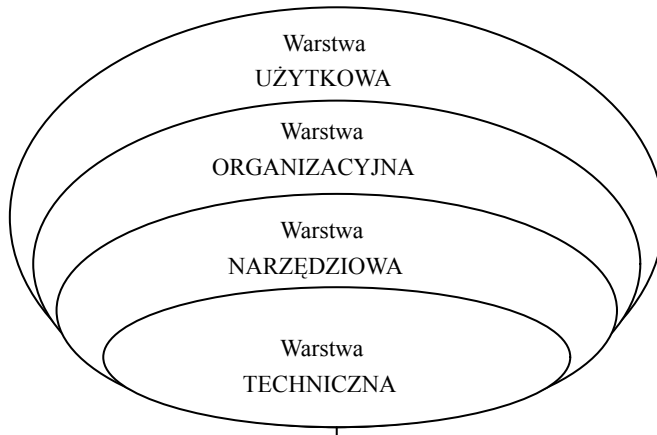 Warstwa
UŻYTKOWA
Warstwa
ORGANIZACYJNA
Warstwa
NARZĘDZIOWA
Warstwa
TECHNICZNA